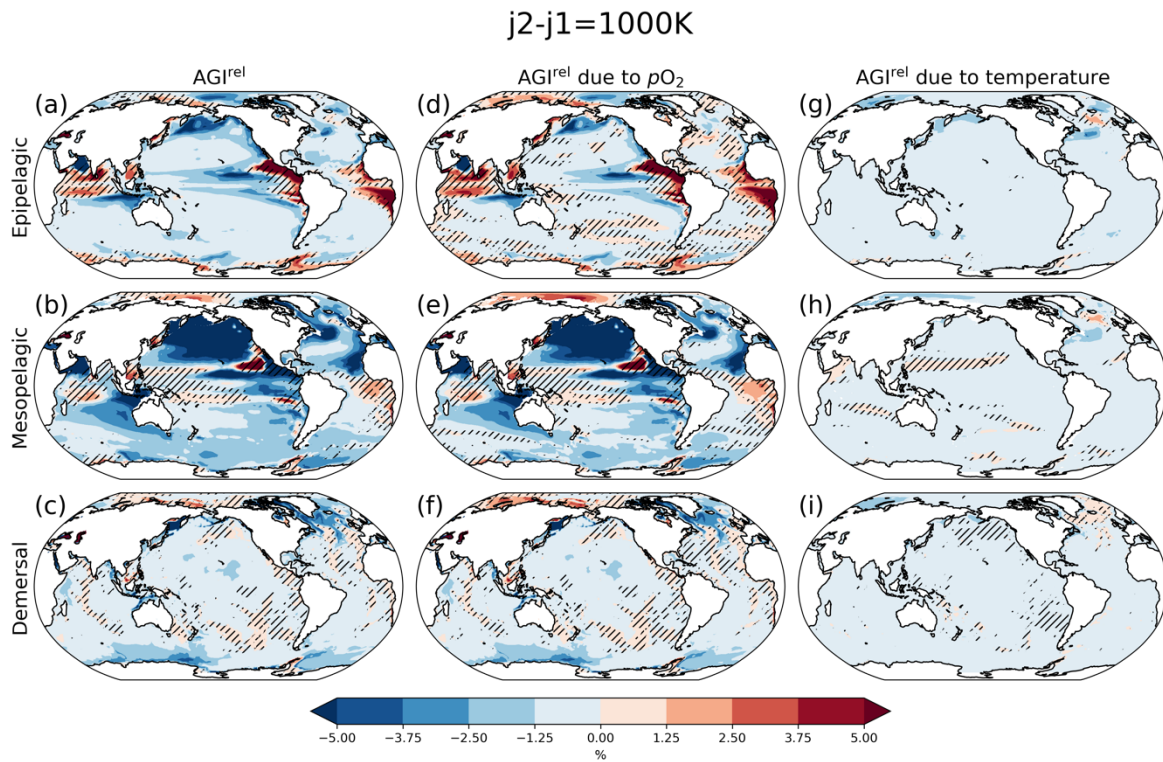 j2-j1=1000K
AGI^rel
AGI^rel due to pO₂
AGI^rel due to temperature
Epipelagic
(a)
(d)
(g)
Mesopelagic
(b)
(e)
(h)
Demersal
(c)
(f)
(i)
−5.00 −3.75 −2.50 −1.25 0.00 1.25 2.50 3.75 5.00
%